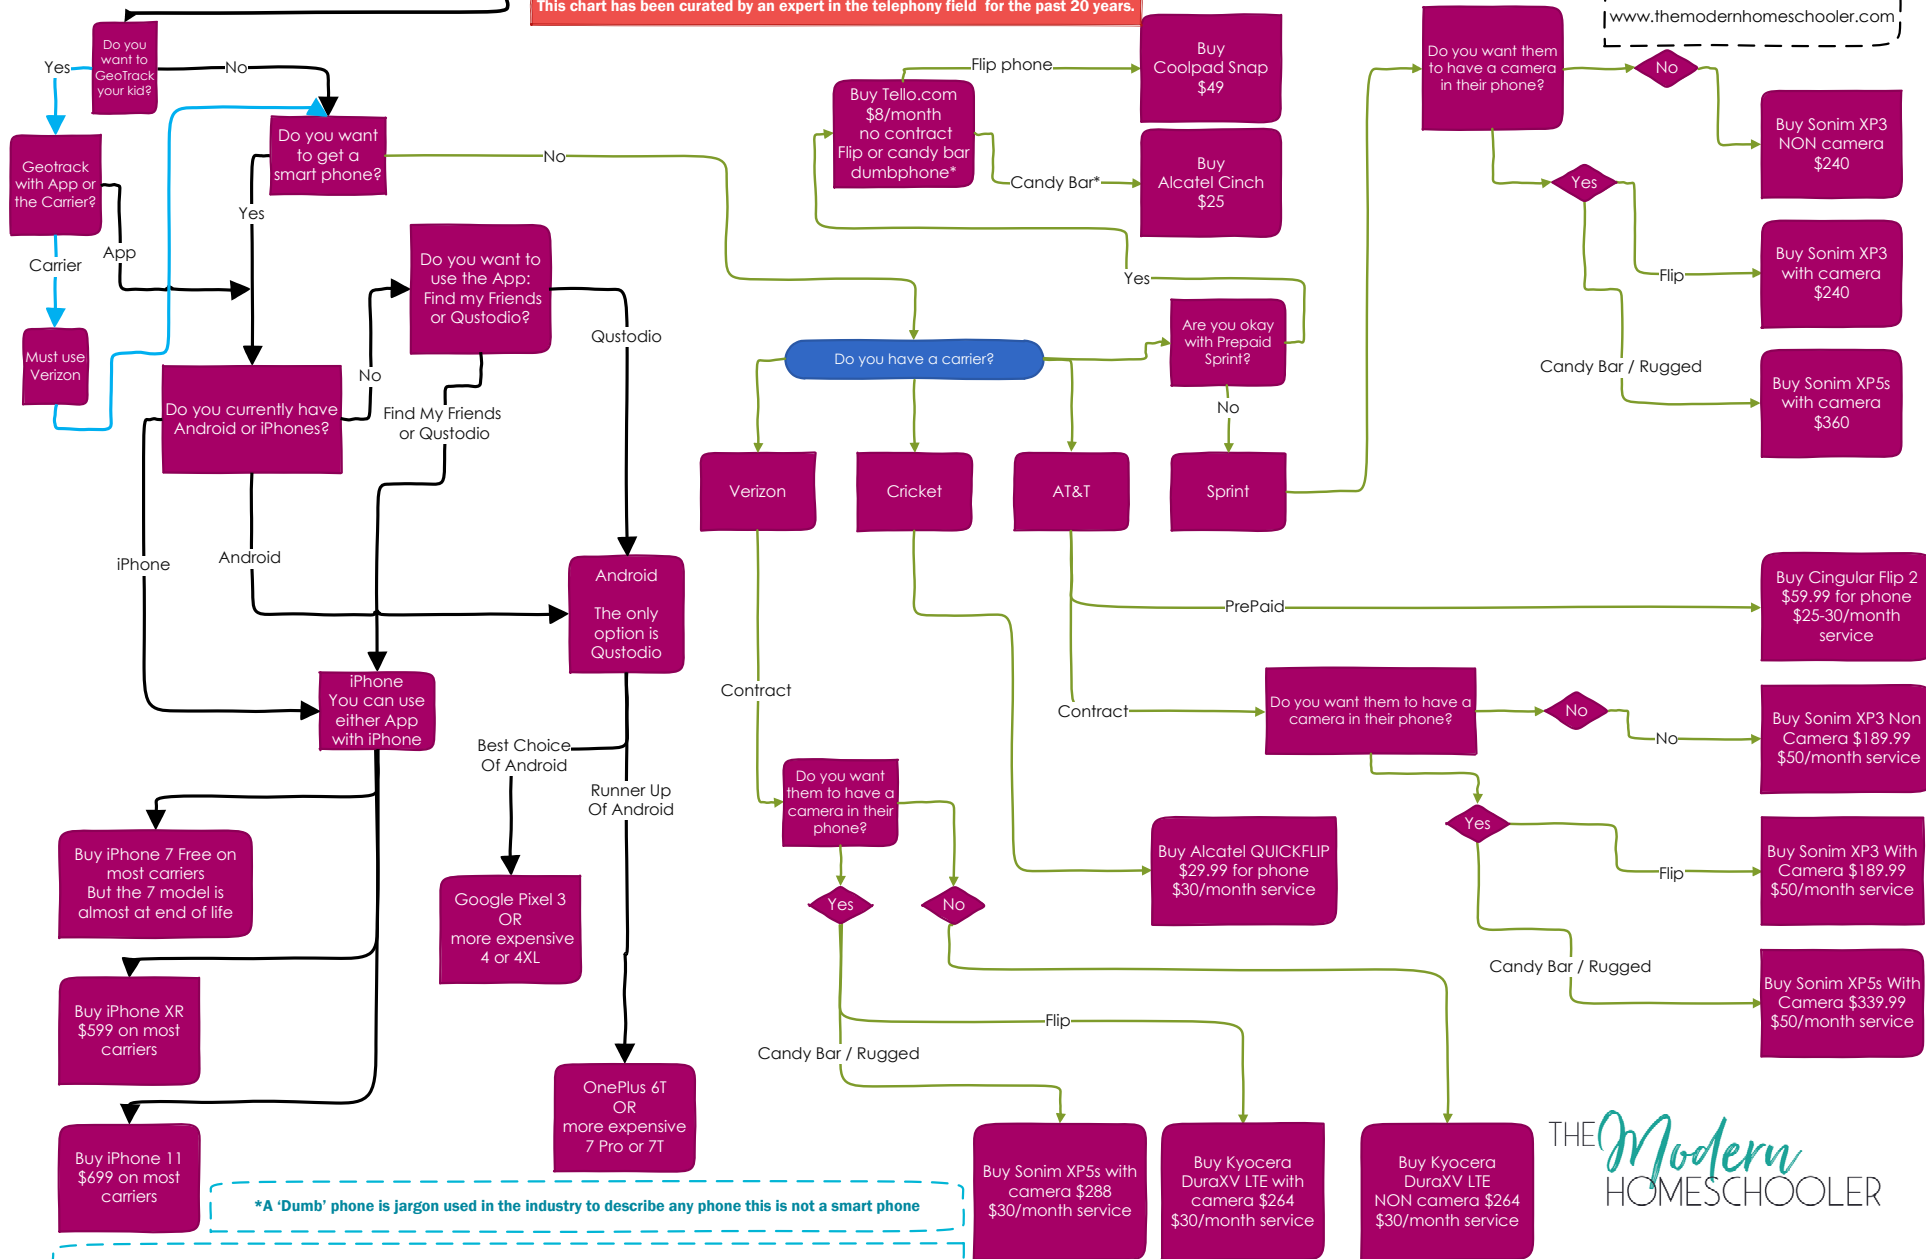 This chart has been curated by an expert in the telephony field for the past 20 years.
www.themodernhomeschooler.com
Do you
want to
GeoTrack
your kid?
Yes
No
Geotrack
with App or
the Carrier?
Carrier
App
Must use
Verizon
Do you want
to get a
smart phone?
Yes
No
Do you want to
use the App:
Find my Friends
or Qustodio?
Qustodio
No
Find My Friends
or Qustodio
Do you currently have
Android or iPhones?
iPhone
Android
Android
The only
option is
Qustodio
iPhone
You can use
either App
with iPhone
Best Choice
Of Android
Runner Up
Of Android
Buy iPhone 7 Free on
most carriers
But the 7 model is
almost at end of life
Buy iPhone XR
$599 on most
carriers
Buy iPhone 11
$699 on most
carriers
Google Pixel 3
OR
more expensive
4 or 4XL
OnePlus 6T
OR
more expensive
7 Pro or 7T
Buy Tello.com
$8/month
no contract
Flip or candy bar
dumbphone*
Flip phone
Candy Bar*
Buy
Coolpad Snap
$49
Buy
Alcatel Cinch
$25
Yes
Are you okay
with Prepaid
Sprint?
No
Do you have a carrier?
Verizon
Cricket
AT&T
Sprint
Do you want them
to have a camera
in their phone?
No
Yes
Flip
Candy Bar / Rugged
Buy Sonim XP3
NON camera
$240
Buy Sonim XP3
with camera
$240
Buy Sonim XP5s
with camera
$360
PrePaid
Contract
Buy Cingular Flip 2
$59.99 for phone
$25-30/month
service
Do you want them to have a
camera in their phone?
No
No
Yes
Flip
Candy Bar / Rugged
Buy Sonim XP3 Non
Camera $189.99
$50/month service
Buy Sonim XP3 With
Camera $189.99
$50/month service
Buy Sonim XP5s With
Camera $339.99
$50/month service
Buy Alcatel QUICKFLIP
$29.99 for phone
$30/month service
Contract
Do you want
them to have a
camera in their
phone?
Yes
No
Flip
Candy Bar / Rugged
Buy Sonim XP5s with
camera $288
$30/month service
Buy Kyocera
DuraXV LTE with
camera $264
$30/month service
Buy Kyocera
DuraXV LTE
NON camera $264
$30/month service
*A 'Dumb' phone is jargon used in the industry to describe any phone this is not a smart phone
THE Modern
HOMESCHOOLER